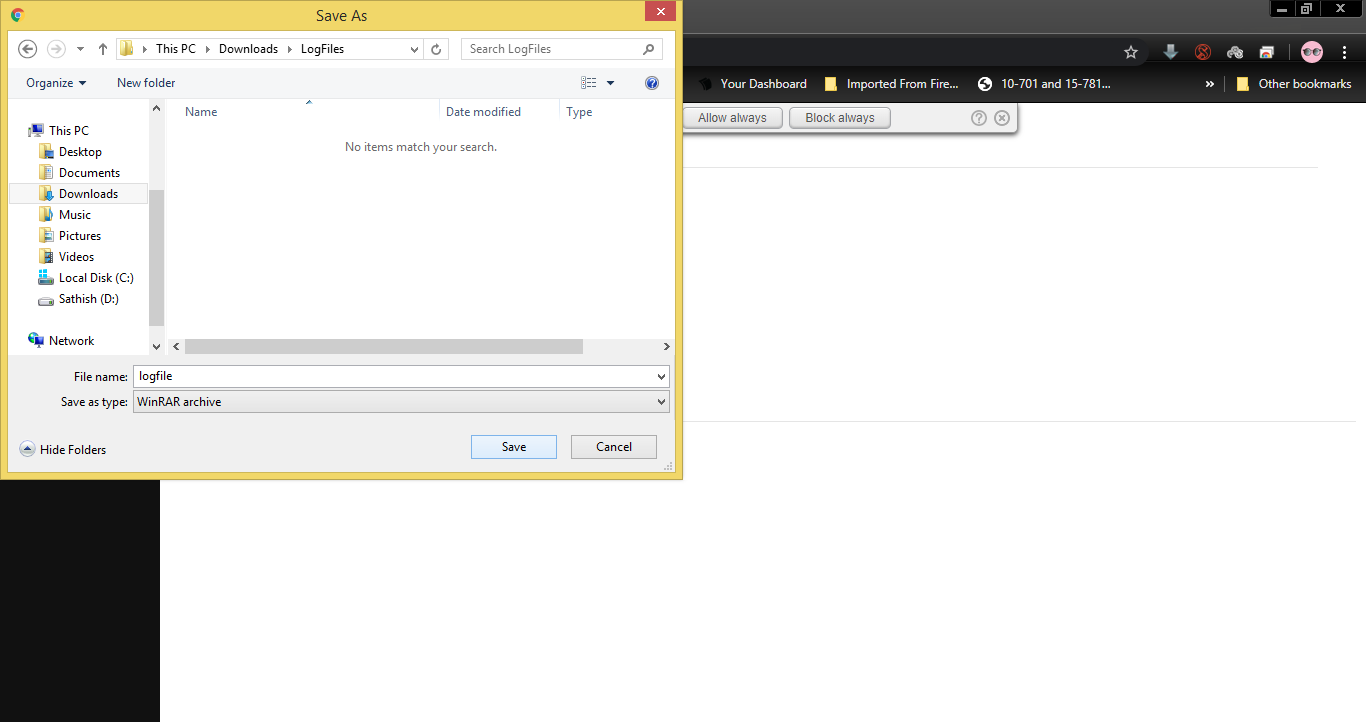 Save As
This PC Downloads LogFiles
Search LogFiles
Organize New folder
Name Date modified Type
No items match your search.
This PC
Desktop
Documents
Downloads
Music
Pictures
Videos
Local Disk (C:)
Sathish (D:)
Network
File name: logfile
Save as type: WinRAR archive
Hide Folders
Save Cancel
Your Dashboard Imported From Fire... 10-701 and 15-781... » Other bookmarks
Allow always Block always